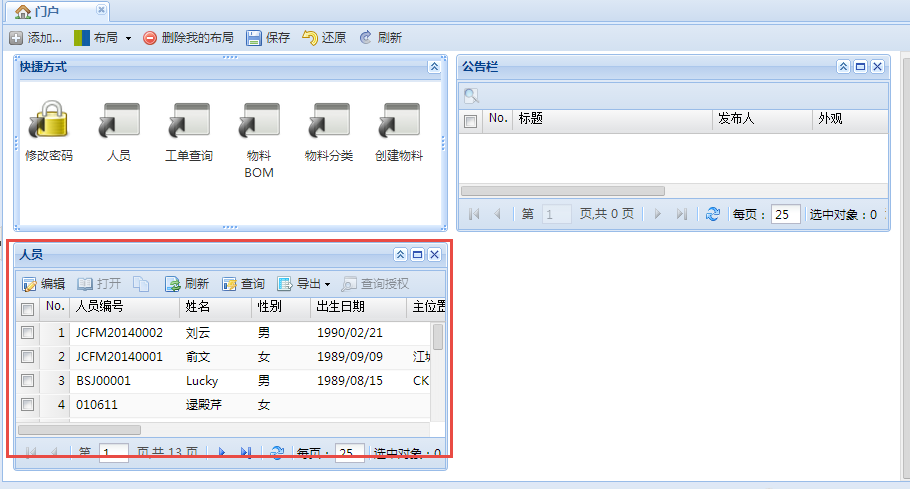 门户
添加... 布局 删除我的布局 保存 还原 刷新
快捷方式
修改密码 人员 工单查询 物料 BOM 物料分类 创建物料
公告栏
No. 标题 发布人 外观
第 1 页,共 0 页 每页： 25 选中对象：0
人员
编辑 打开 刷新 查询 导出 查询授权
No. 人员编号 姓名 性别 出生日期 主位置
1 JCFM20140002 刘云 男 1990/02/21
2 JCFM20140001 俞文 女 1989/09/09 江城
3 BSJ00001 Lucky 男 1989/08/15 CK
4 010611 逯殿芹 女
第 1 页,共 13 页 每页： 25 选中对象：0